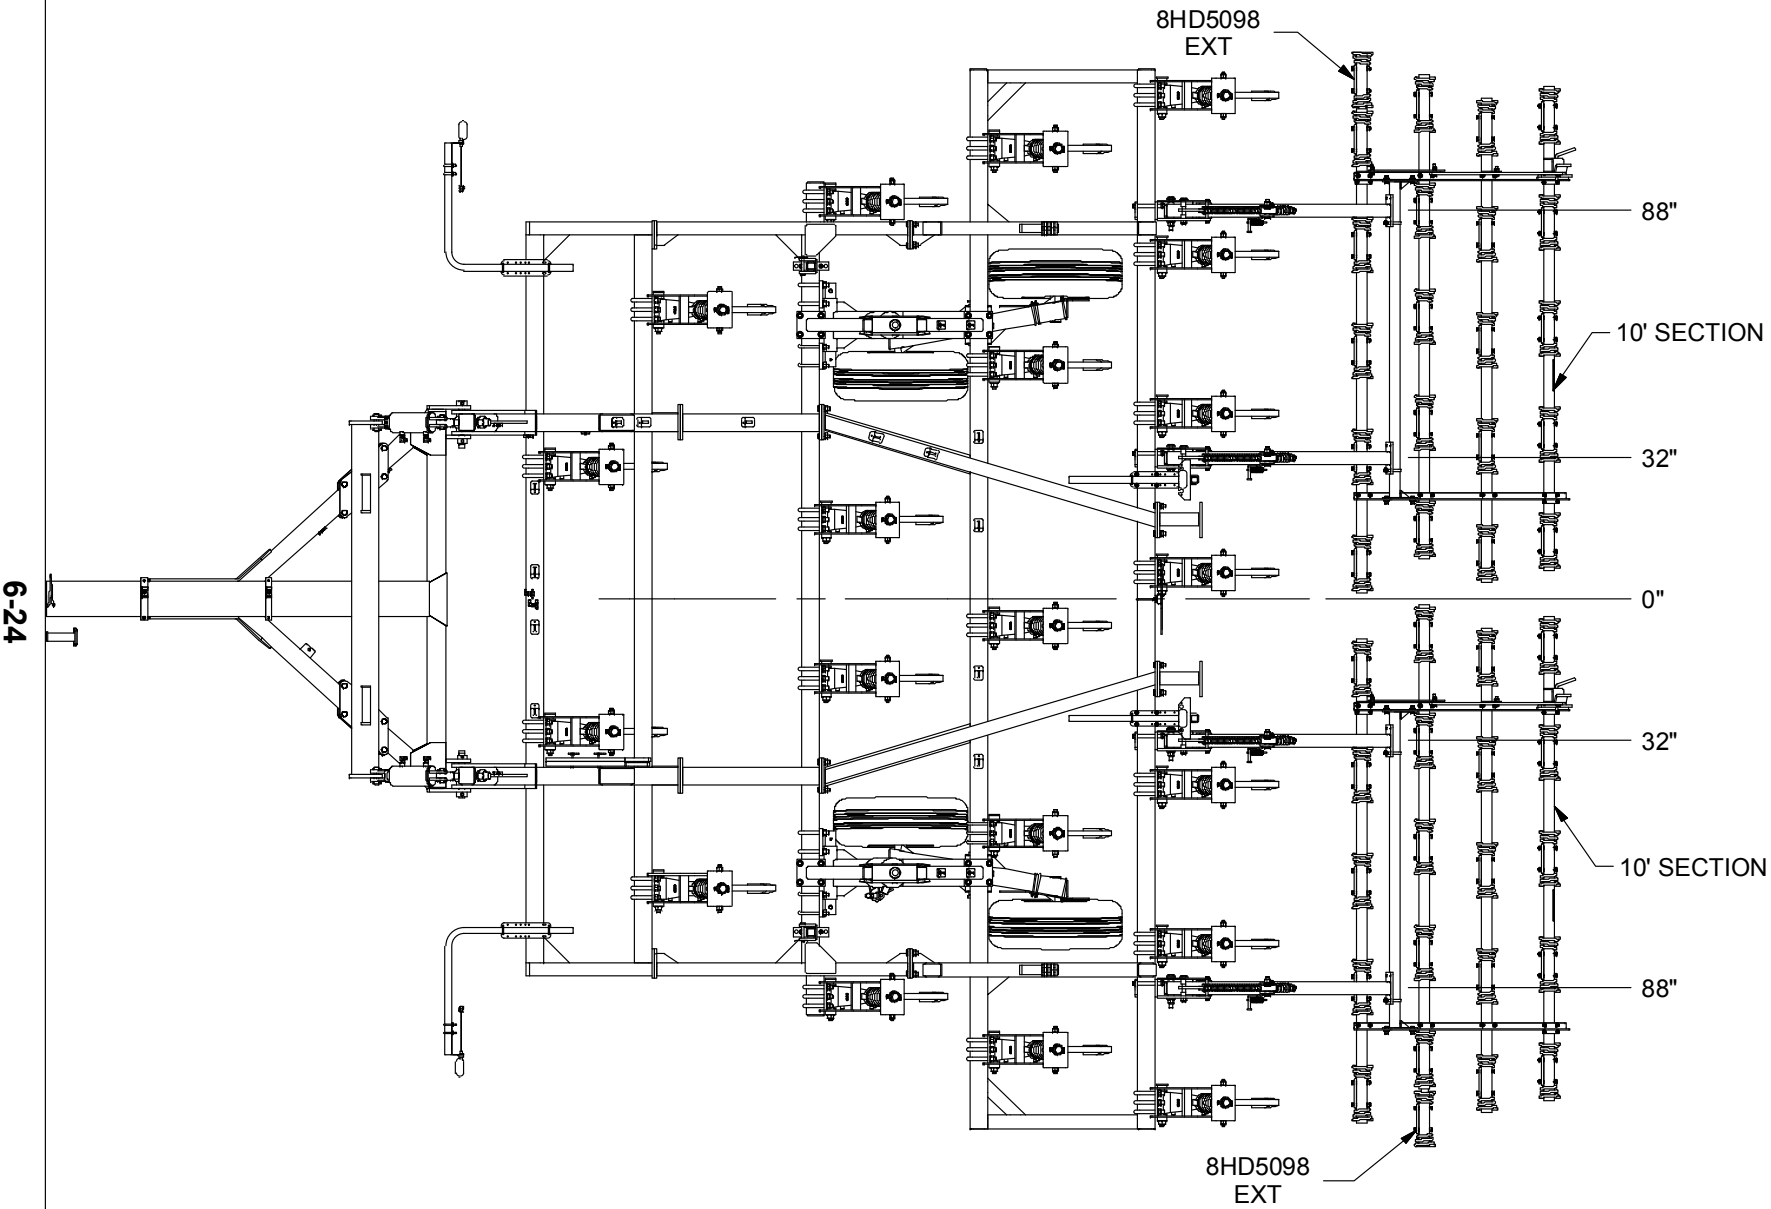 8HD5098
EXT
88"
10' SECTION
32"
0"
32"
10' SECTION
88"
8HD5098
EXT
6-24